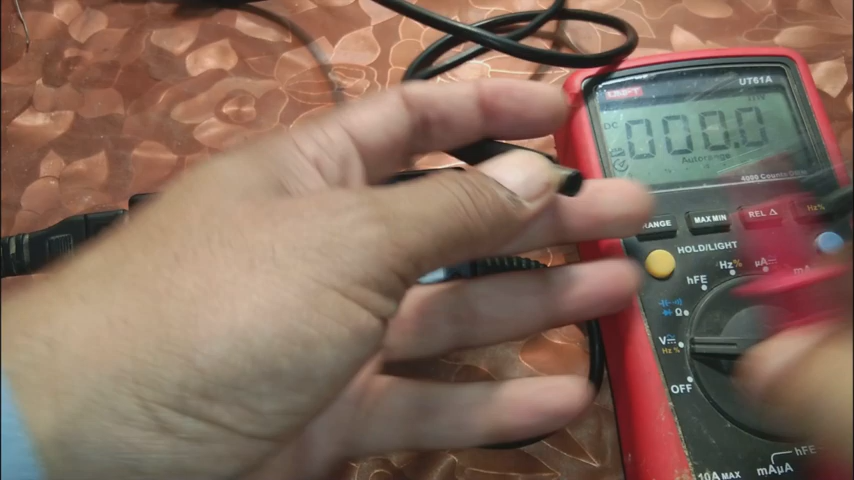 UNI-T
UT61A
DC
000.0
Autorange
4000 Counts
RANGE
MAX MIN
REL Δ
Hz%
HOLD/LIGHT
hFE
Hz%
µA
mA
Ω
V
Hz%
OFF
10A MAX
mAµA
hFE